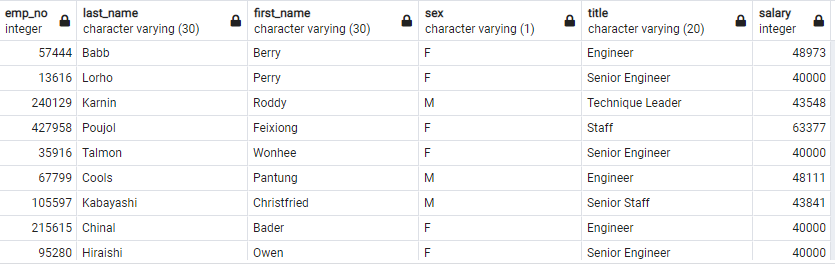 emp_no last_name first_name sex title salary
integer character varying (30) character varying (30) character varying (1) character varying (20) integer
57444 Babb Berry F Engineer 48973
13616 Lorho Perry F Senior Engineer 40000
240129 Karnin Roddy M Technique Leader 43548
427958 Poujol Feixiong F Staff 63377
35916 Talmon Wonhee F Senior Engineer 40000
67799 Cools Pantung M Engineer 48111
105597 Kabayashi Christfried M Senior Staff 43841
215615 Chinal Bader F Engineer 40000
95280 Hiraishi Owen F Senior Engineer 40000